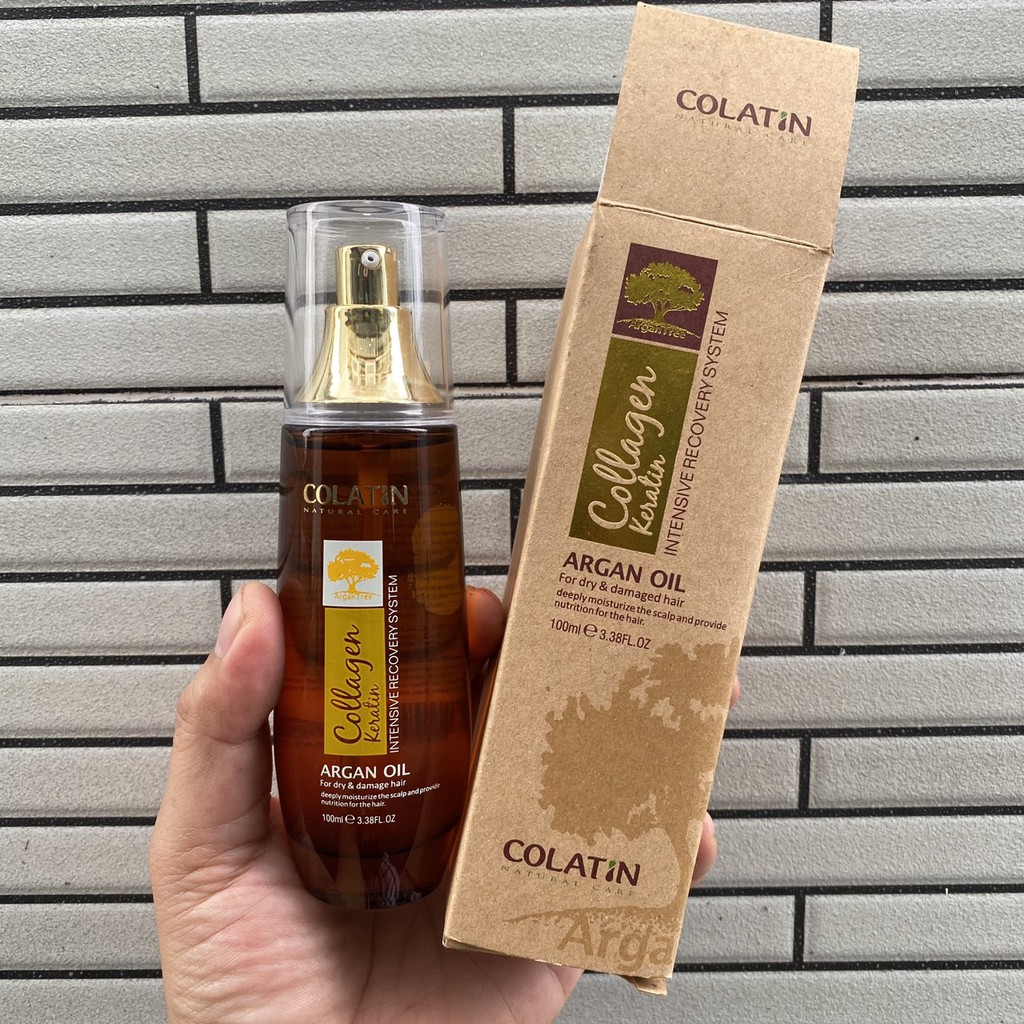 COLATIN
NATURAL CARE
ArganTree
Collagen
Keratin
INTENSIVE RECOVERY SYSTEM
ARGAN OIL
For dry & damage hair
deeply moisturize the scalp and provide
nutrition for the hair.
100ml ℮ 3.38FL.OZ
COLATIN
NATURAL CARE
ArganTree
Collagen
Keratin
INTENSIVE RECOVERY SYSTEM
ARGAN OIL
For dry & damaged hair
deeply moisturize the scalp and provide
nutrition for the hair.
100ml ℮ 3.38FL.OZ
COLATIN
NATURAL CARE
Arga